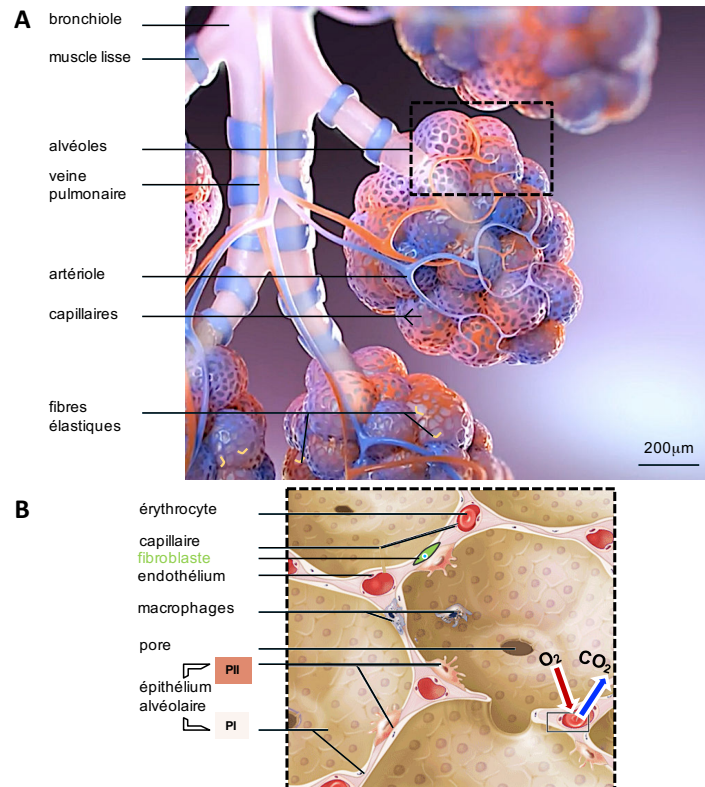 A
bronchiole
muscle lisse
alvéoles
veine
pulmonaire
artériole
capillaires
fibres
élastiques
200µm
B
érythrocyte
capillaire
fibroblaste
endothélium
macrophages
pore
PII
épithélium
alvéolaire
PI
O2
CO2